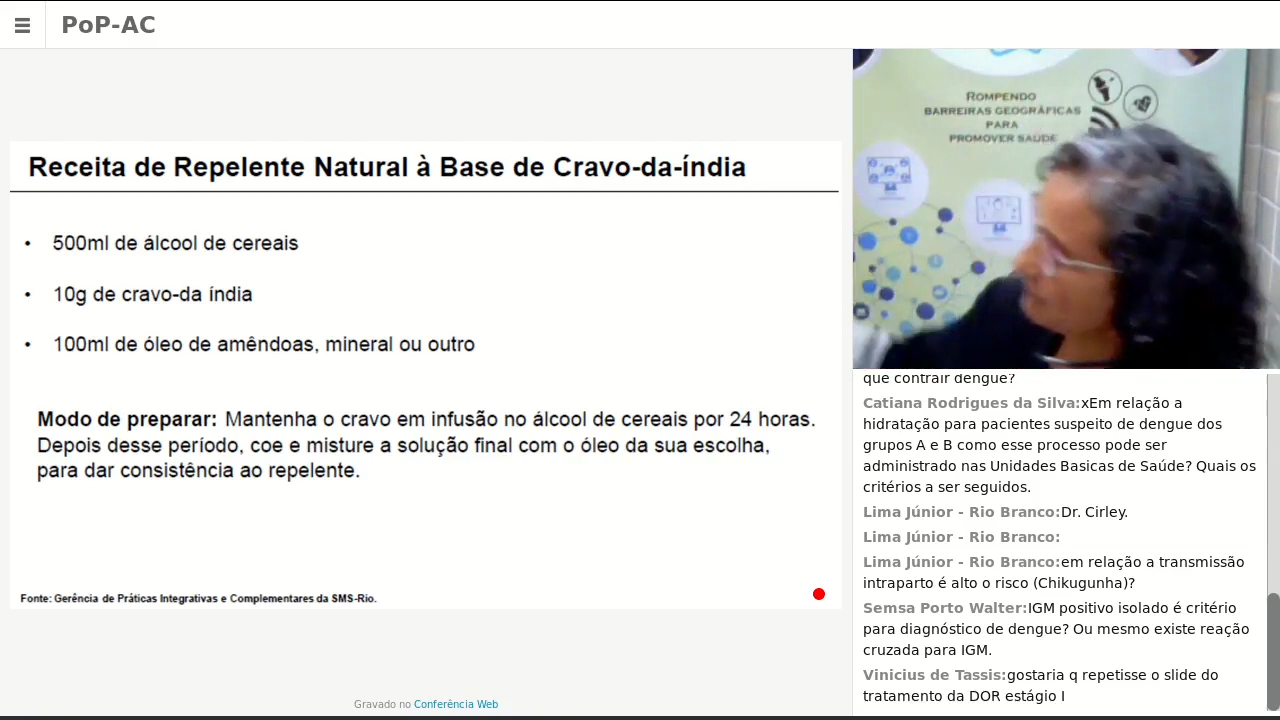 PoP-AC
Receita de Repelente Natural à Base de Cravo-da-índia
• 500ml de álcool de cereais
• 10g de cravo-da índia
• 100ml de óleo de amêndoas, mineral ou outro
Modo de preparar: Mantenha o cravo em infusão no álcool de cereais por 24 horas.
Depois desse período, coe e misture a solução final com o óleo da sua escolha,
para dar consistência ao repelente.
Fonte: Gerência de Práticas Integrativas e Complementares da SMS-Rio.
Gravado no Conferência Web
ROMPENDO
BARREIRAS GEOGRÁFICAS
PARA
PROMOVER SAÚDE
que contrair dengue?
Catiana Rodrigues da Silva:xEm relação a
hidratação para pacientes suspeito de dengue dos
grupos A e B como esse processo pode ser
administrado nas Unidades Basicas de Saúde? Quais os
critérios a ser seguidos.
Lima Júnior - Rio Branco:Dr. Cirley.
Lima Júnior - Rio Branco:
Lima Júnior - Rio Branco:em relação a transmissão
intraparto é alto o risco (Chikugunha)?
Semsa Porto Walter:IGM positivo isolado é critério
para diagnóstico de dengue? Ou mesmo existe reação
cruzada para IGM.
Vinicius de Tassis:gostaria q repetisse o slide do
tratamento da DOR estágio I